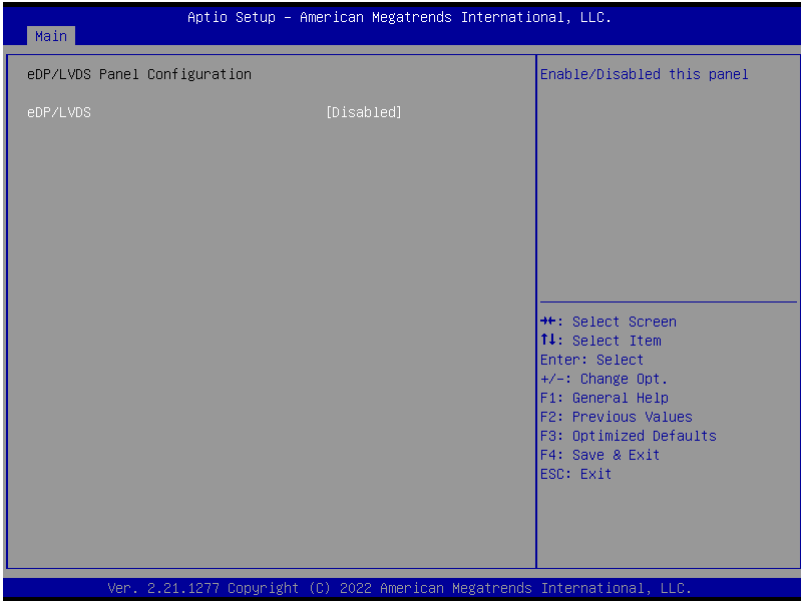 Aptio Setup – American Megatrends International, LLC.
Main
eDP/LVDS Panel Configuration
eDP/LVDS [Disabled]
Enable/Disabled this panel
→←: Select Screen
↑↓: Select Item
Enter: Select
+/-: Change Opt.
F1: General Help
F2: Previous Values
F3: Optimized Defaults
F4: Save & Exit
ESC: Exit
Ver. 2.21.1277 Copyright (C) 2022 American Megatrends International, LLC.